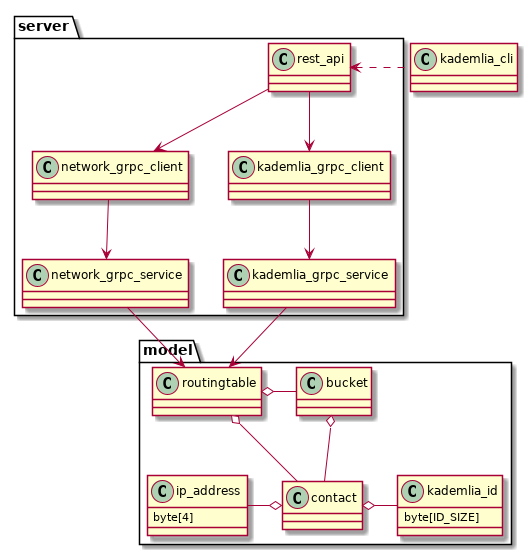 server
C rest_api
C kademlia_cli
C network_grpc_client
C kademlia_grpc_client
C network_grpc_service
C kademlia_grpc_service
model
C routingtable
C bucket
C ip_address
byte[4]
C contact
C kademlia_id
byte[ID_SIZE]